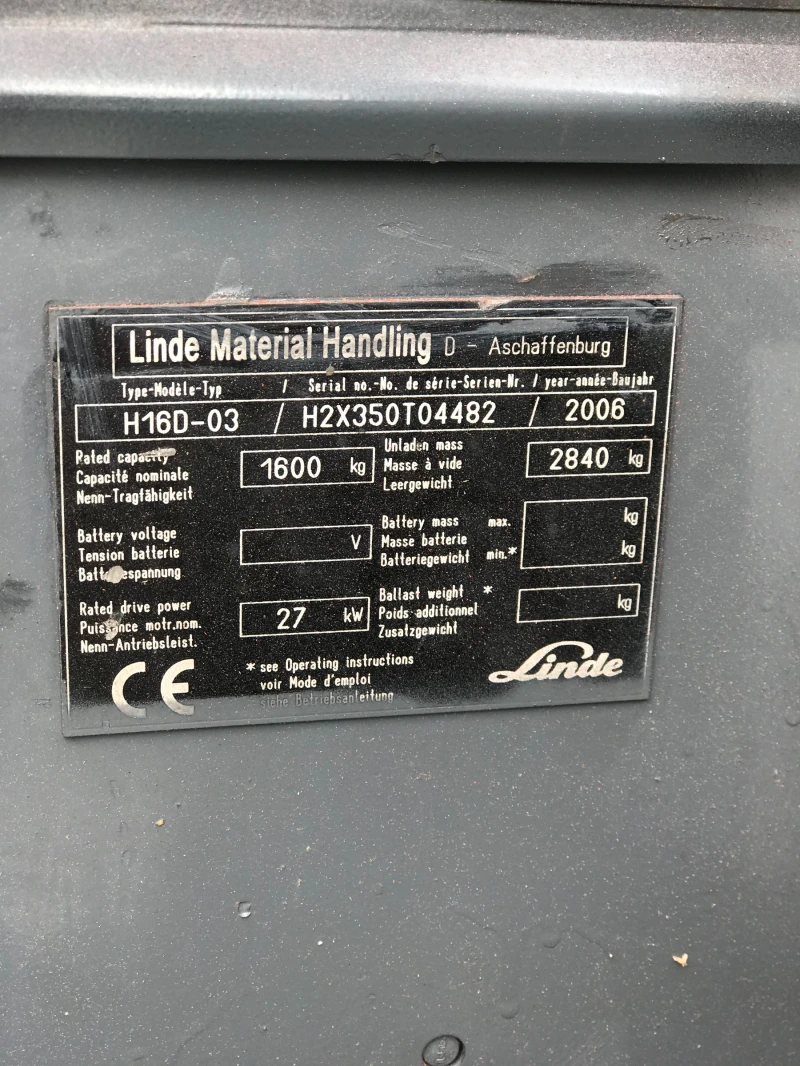 Linde Material Handling D - Aschaffenburg
Type-Modèle-Typ / Serial no.-No. de série-Serien-Nr. / year-année-Baujahr
H16D-03 / H2X350T04482 / 2006
Rated capacity
Capacité nominale
Nenn-Tragfähigkeit
1600 kg
Unladen mass
Masse à vide
Leergewicht
2840 kg
Battery voltage
Tension batterie
Batteriespannung
V
Battery mass max. kg
Masse batterie
Batteriegewicht min.* kg
Rated drive power
Puissance motr.nom.
Nenn-Antriebsleist.
27 kW
Ballast weight *
Poids additionnel
Zusatzgewicht
kg
CE
* see Operating instructions
voir Mode d'emploi
siehe Betriebsanleitung
Linde